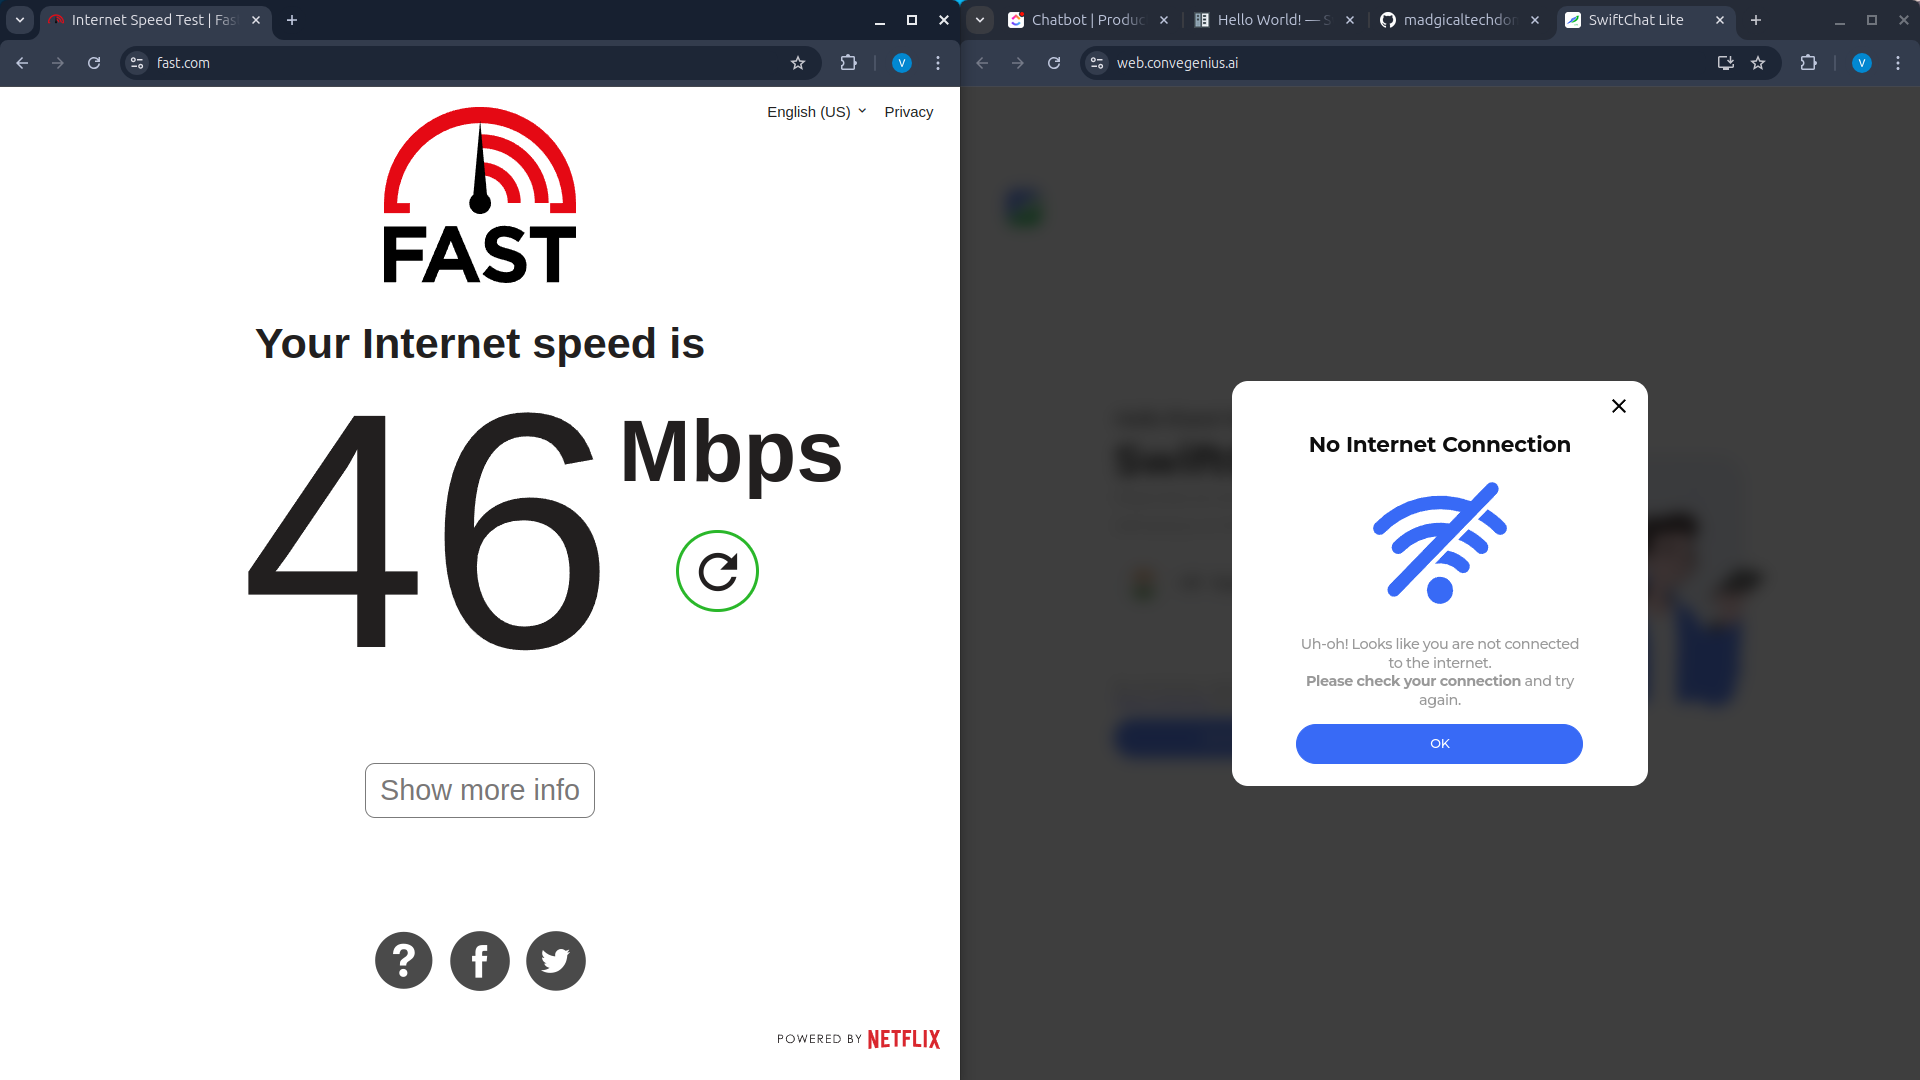 Internet Speed Test | Fas
fast.com
V
English (US)
Privacy
FAST
Your Internet speed is
46
Mbps
Show more info
POWERED BY NETFLIX
Chatbot | Produc
Hello World! — S
madgicaltechdom
SwiftChat Lite
web.convegenius.ai
V
No Internet Connection
Uh-oh! Looks like you are not connected
to the internet.
Please check your connection and try
again.
OK